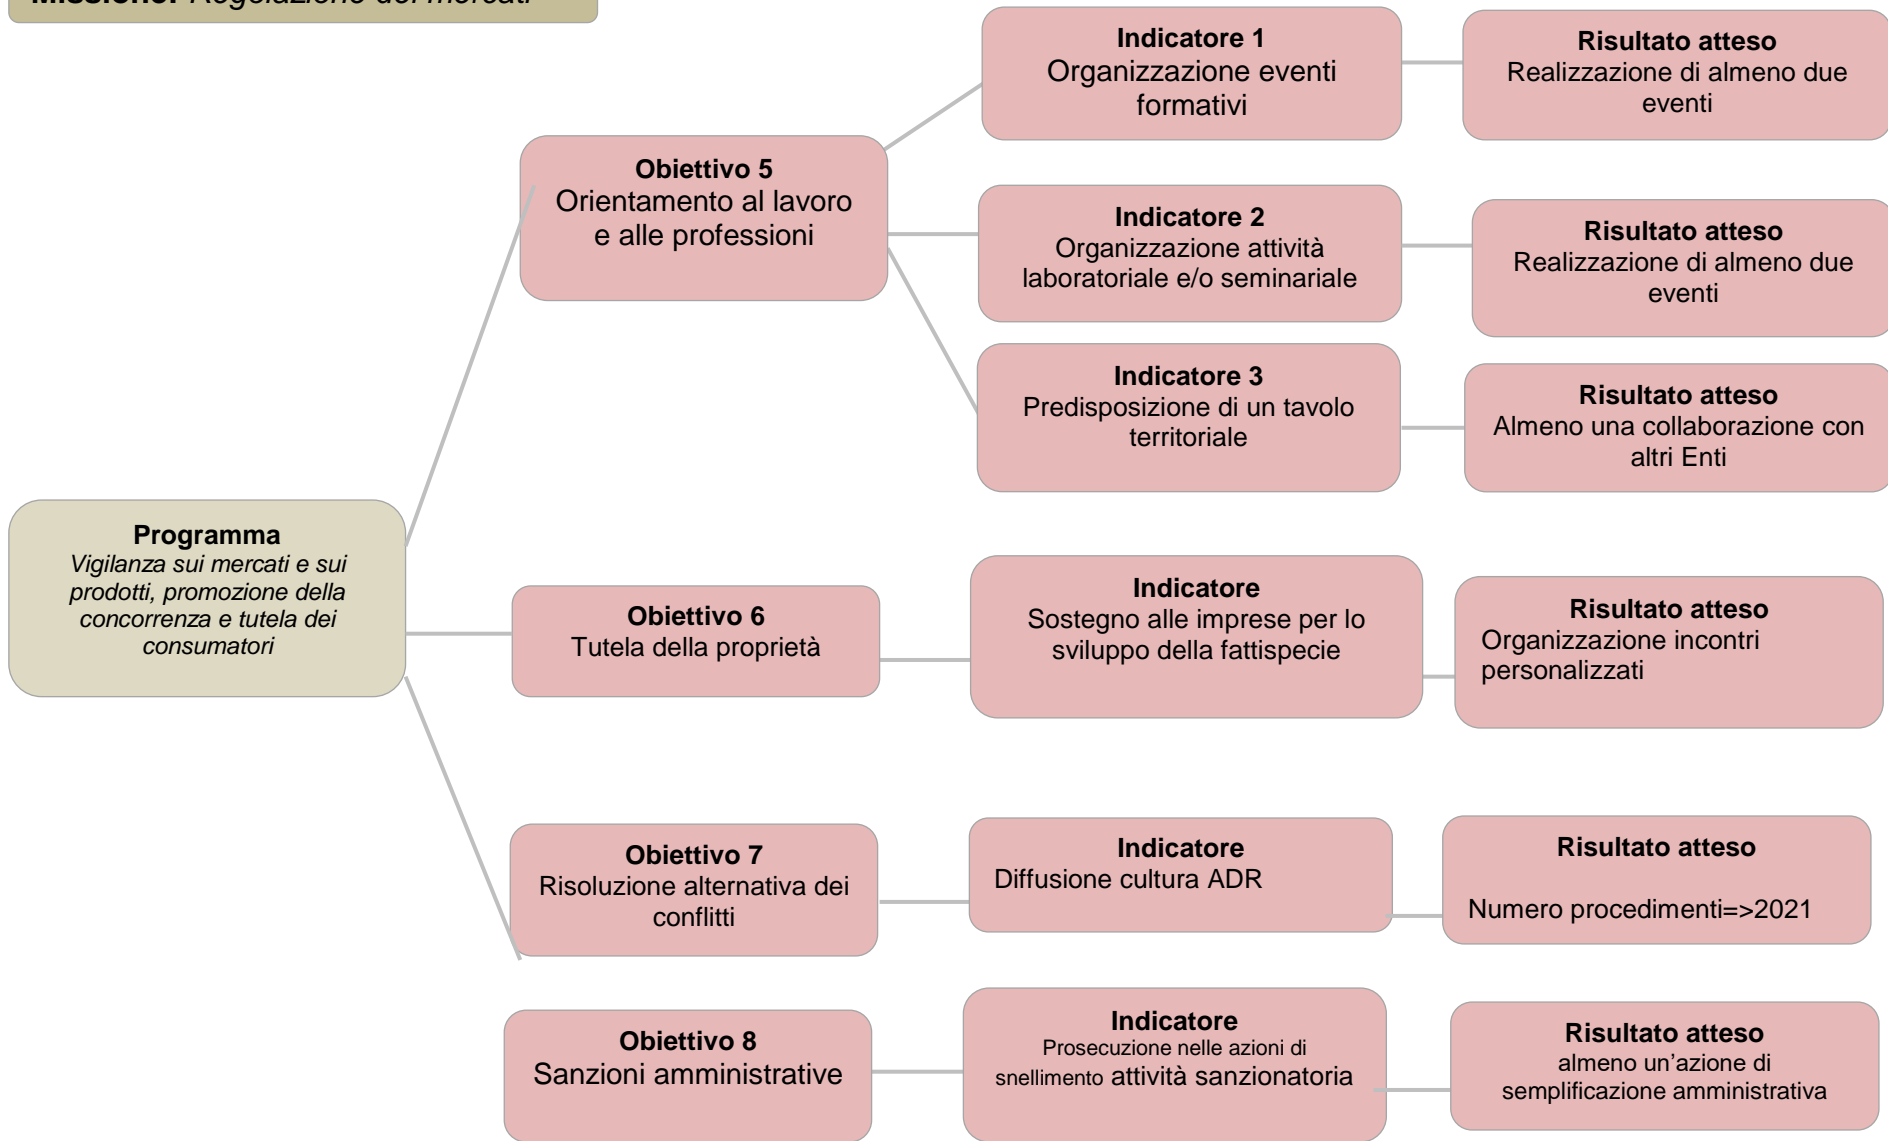 Missione: Regolazione dei mercati
Programma
Vigilanza sui mercati e sui
prodotti, promozione della
concorrenza e tutela dei
consumatori
Obiettivo 5
Orientamento al lavoro
e alle professioni
Indicatore 1
Organizzazione eventi
formativi
Risultato atteso
Realizzazione di almeno due
eventi
Indicatore 2
Organizzazione attività
laboratoriale e/o seminariale
Risultato atteso
Realizzazione di almeno due
eventi
Indicatore 3
Predisposizione di un tavolo
territoriale
Risultato atteso
Almeno una collaborazione con
altri Enti
Obiettivo 6
Tutela della proprietà
Indicatore
Sostegno alle imprese per lo
sviluppo della fattispecie
Risultato atteso
Organizzazione incontri
personalizzati
Obiettivo 7
Risoluzione alternativa dei
conflitti
Indicatore
Diffusione cultura ADR
Risultato atteso
Numero procedimenti=>2021
Obiettivo 8
Sanzioni amministrative
Indicatore
Prosecuzione nelle azioni di
snellimento attività sanzionatoria
Risultato atteso
almeno un’azione di
semplificazione amministrativa